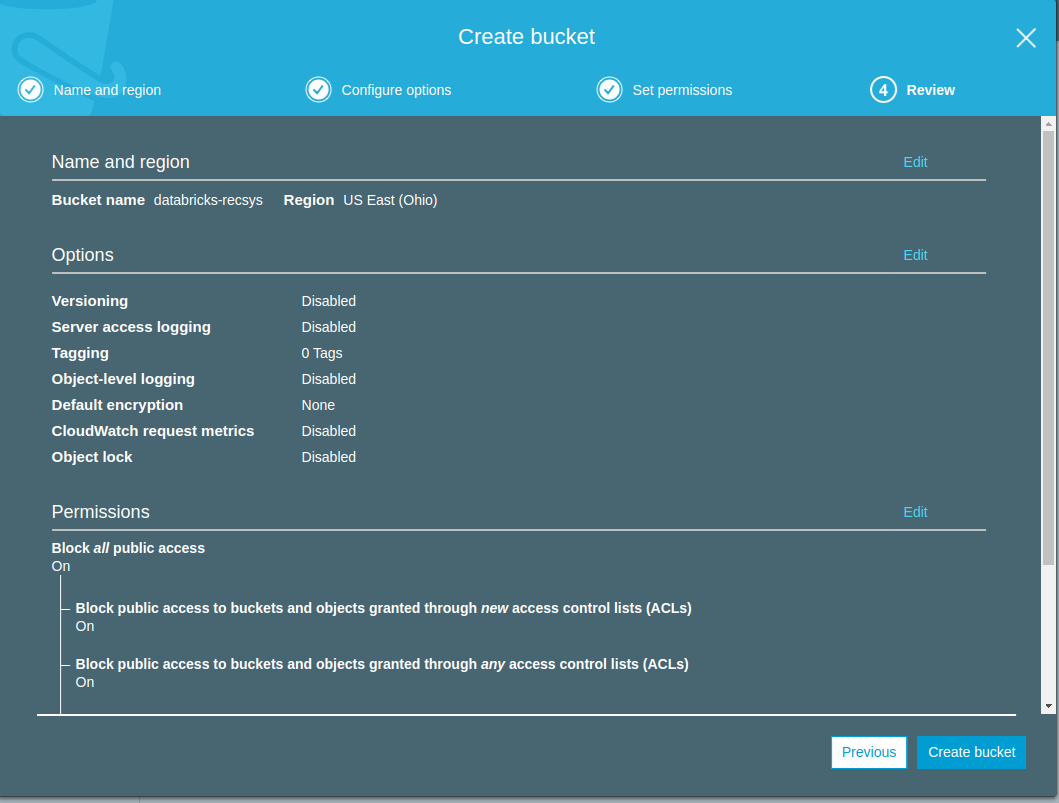 Create bucket
Name and region
Configure options
Set permissions
4 Review
Name and region Edit
Bucket name databricks-recsys Region US East (Ohio)
Options Edit
Versioning Disabled
Server access logging Disabled
Tagging 0 Tags
Object-level logging Disabled
Default encryption None
CloudWatch request metrics Disabled
Object lock Disabled
Permissions Edit
Block all public access
On
Block public access to buckets and objects granted through new access control lists (ACLs)
On
Block public access to buckets and objects granted through any access control lists (ACLs)
On
Previous Create bucket